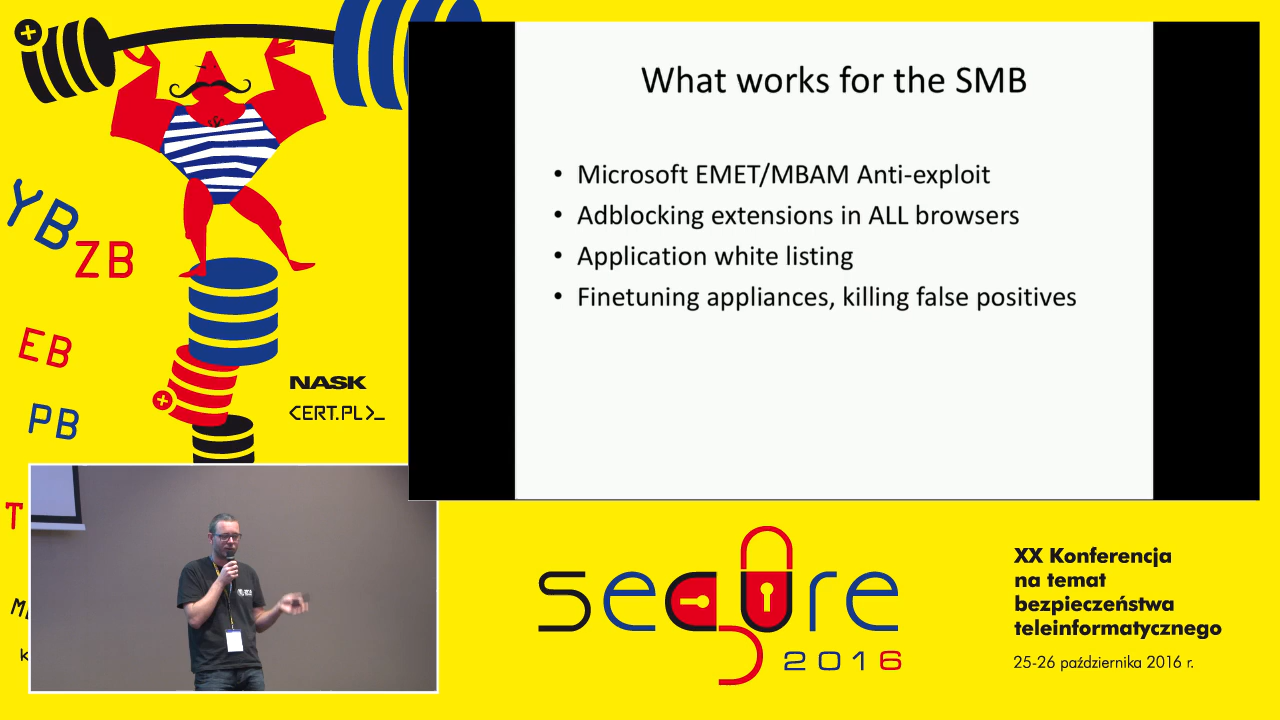 What works for the SMB
• Microsoft EMET/MBAM Anti-exploit
• Adblocking extensions in ALL browsers
• Application white listing
• Finetuning appliances, killing false positives
YB
ZB
EB
PB
T
NASK
<CERT.PL>_
secure
2016
XX Konferencja
na temat
bezpieczeństwa
teleinformatycznego
25-26 października 2016 r.